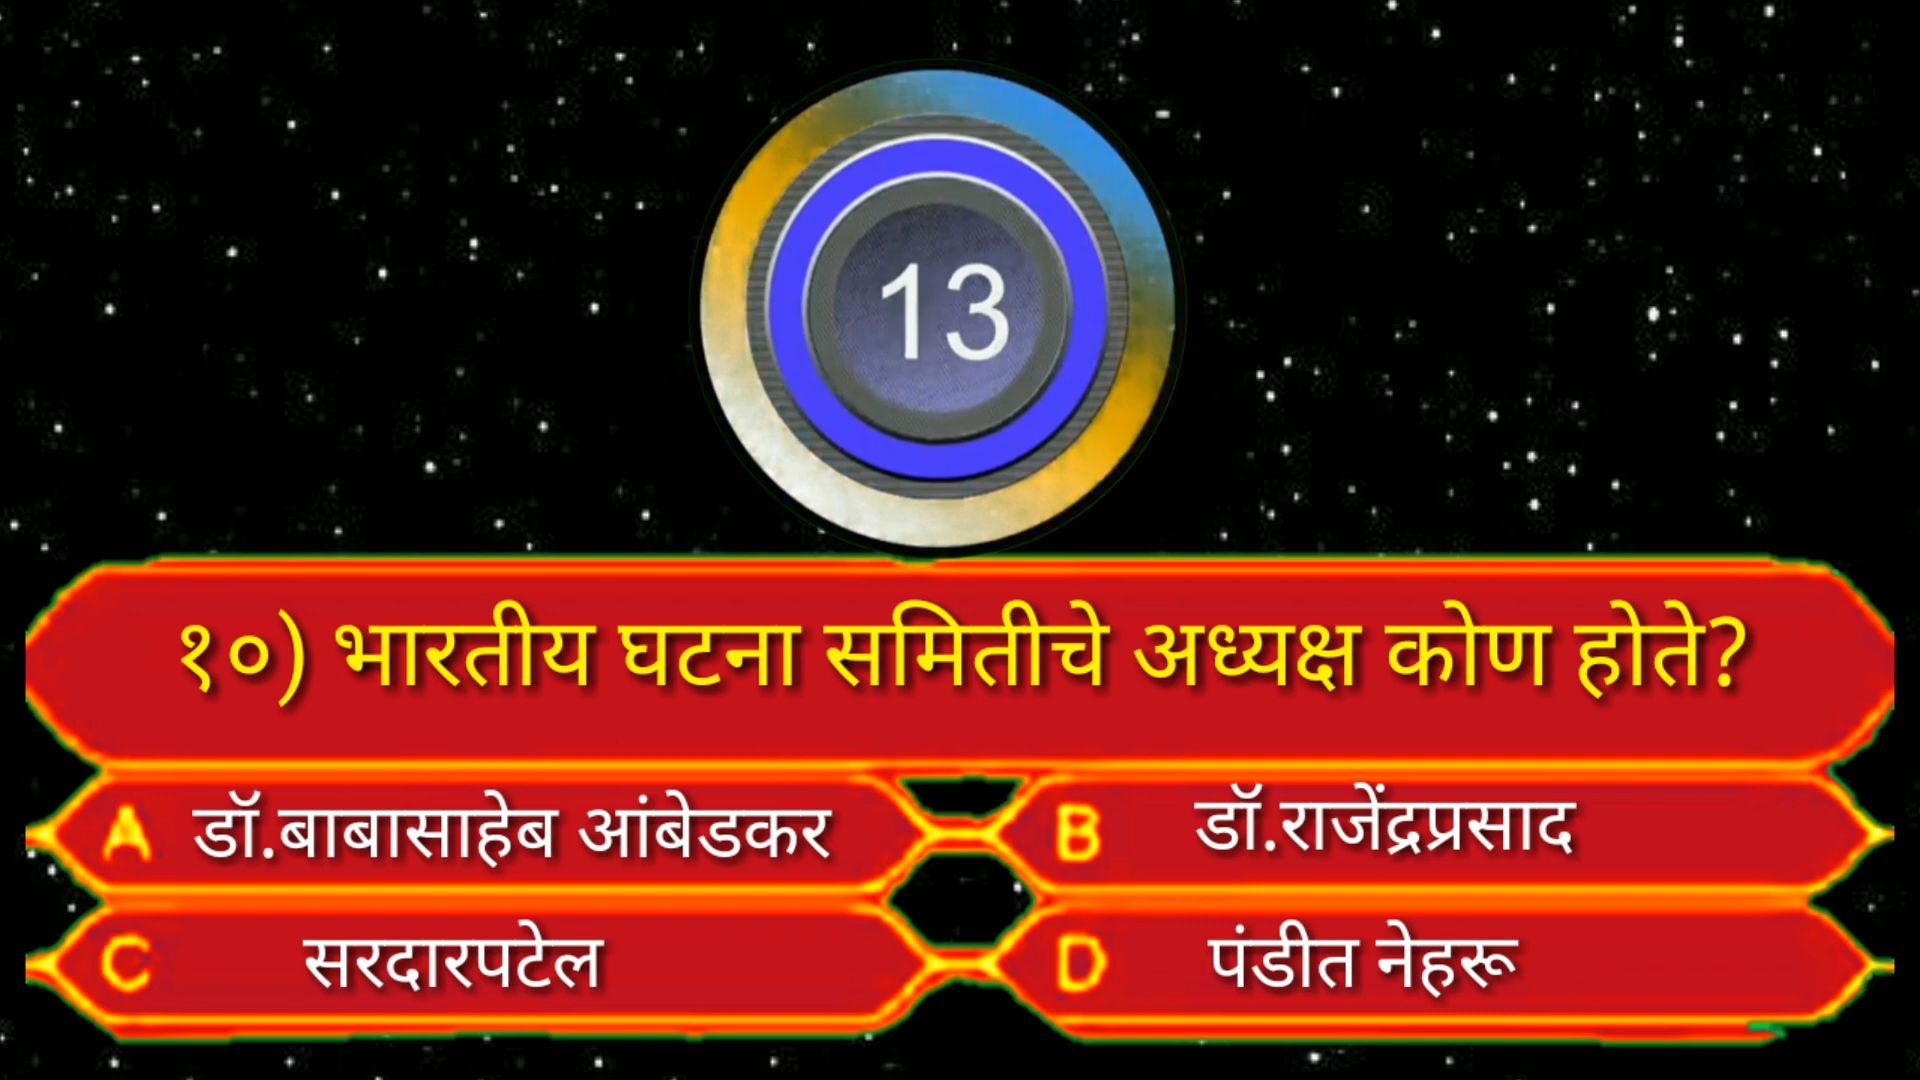 13
१०) भारतीय घटना समितीचे अध्यक्ष कोण होते?
A डॉ.बाबासाहेब आंबेडकर
B डॉ.राजेंद्रप्रसाद
C सरदारपटेल
D पंडीत नेहरू